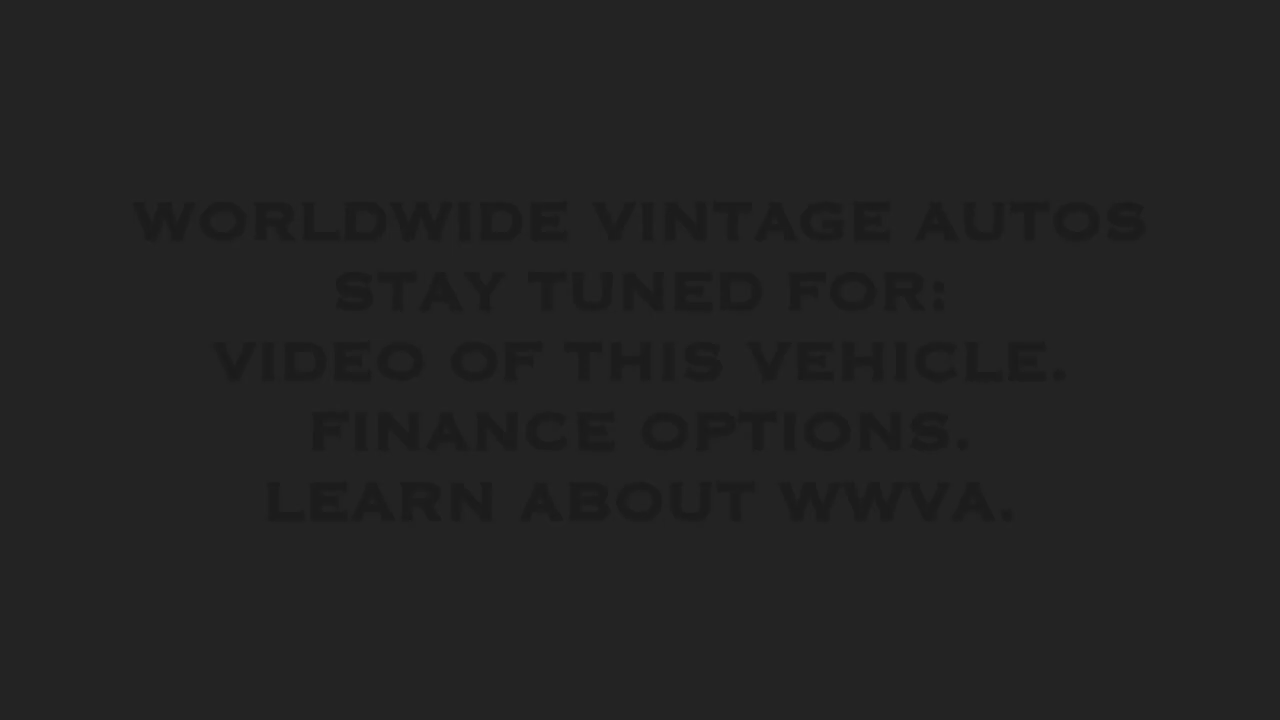 WORLDWIDE VINTAGE AUTOS
STAY TUNED FOR:
VIDEO OF THIS VEHICLE.
FINANCE OPTIONS.
LEARN ABOUT WWVA.